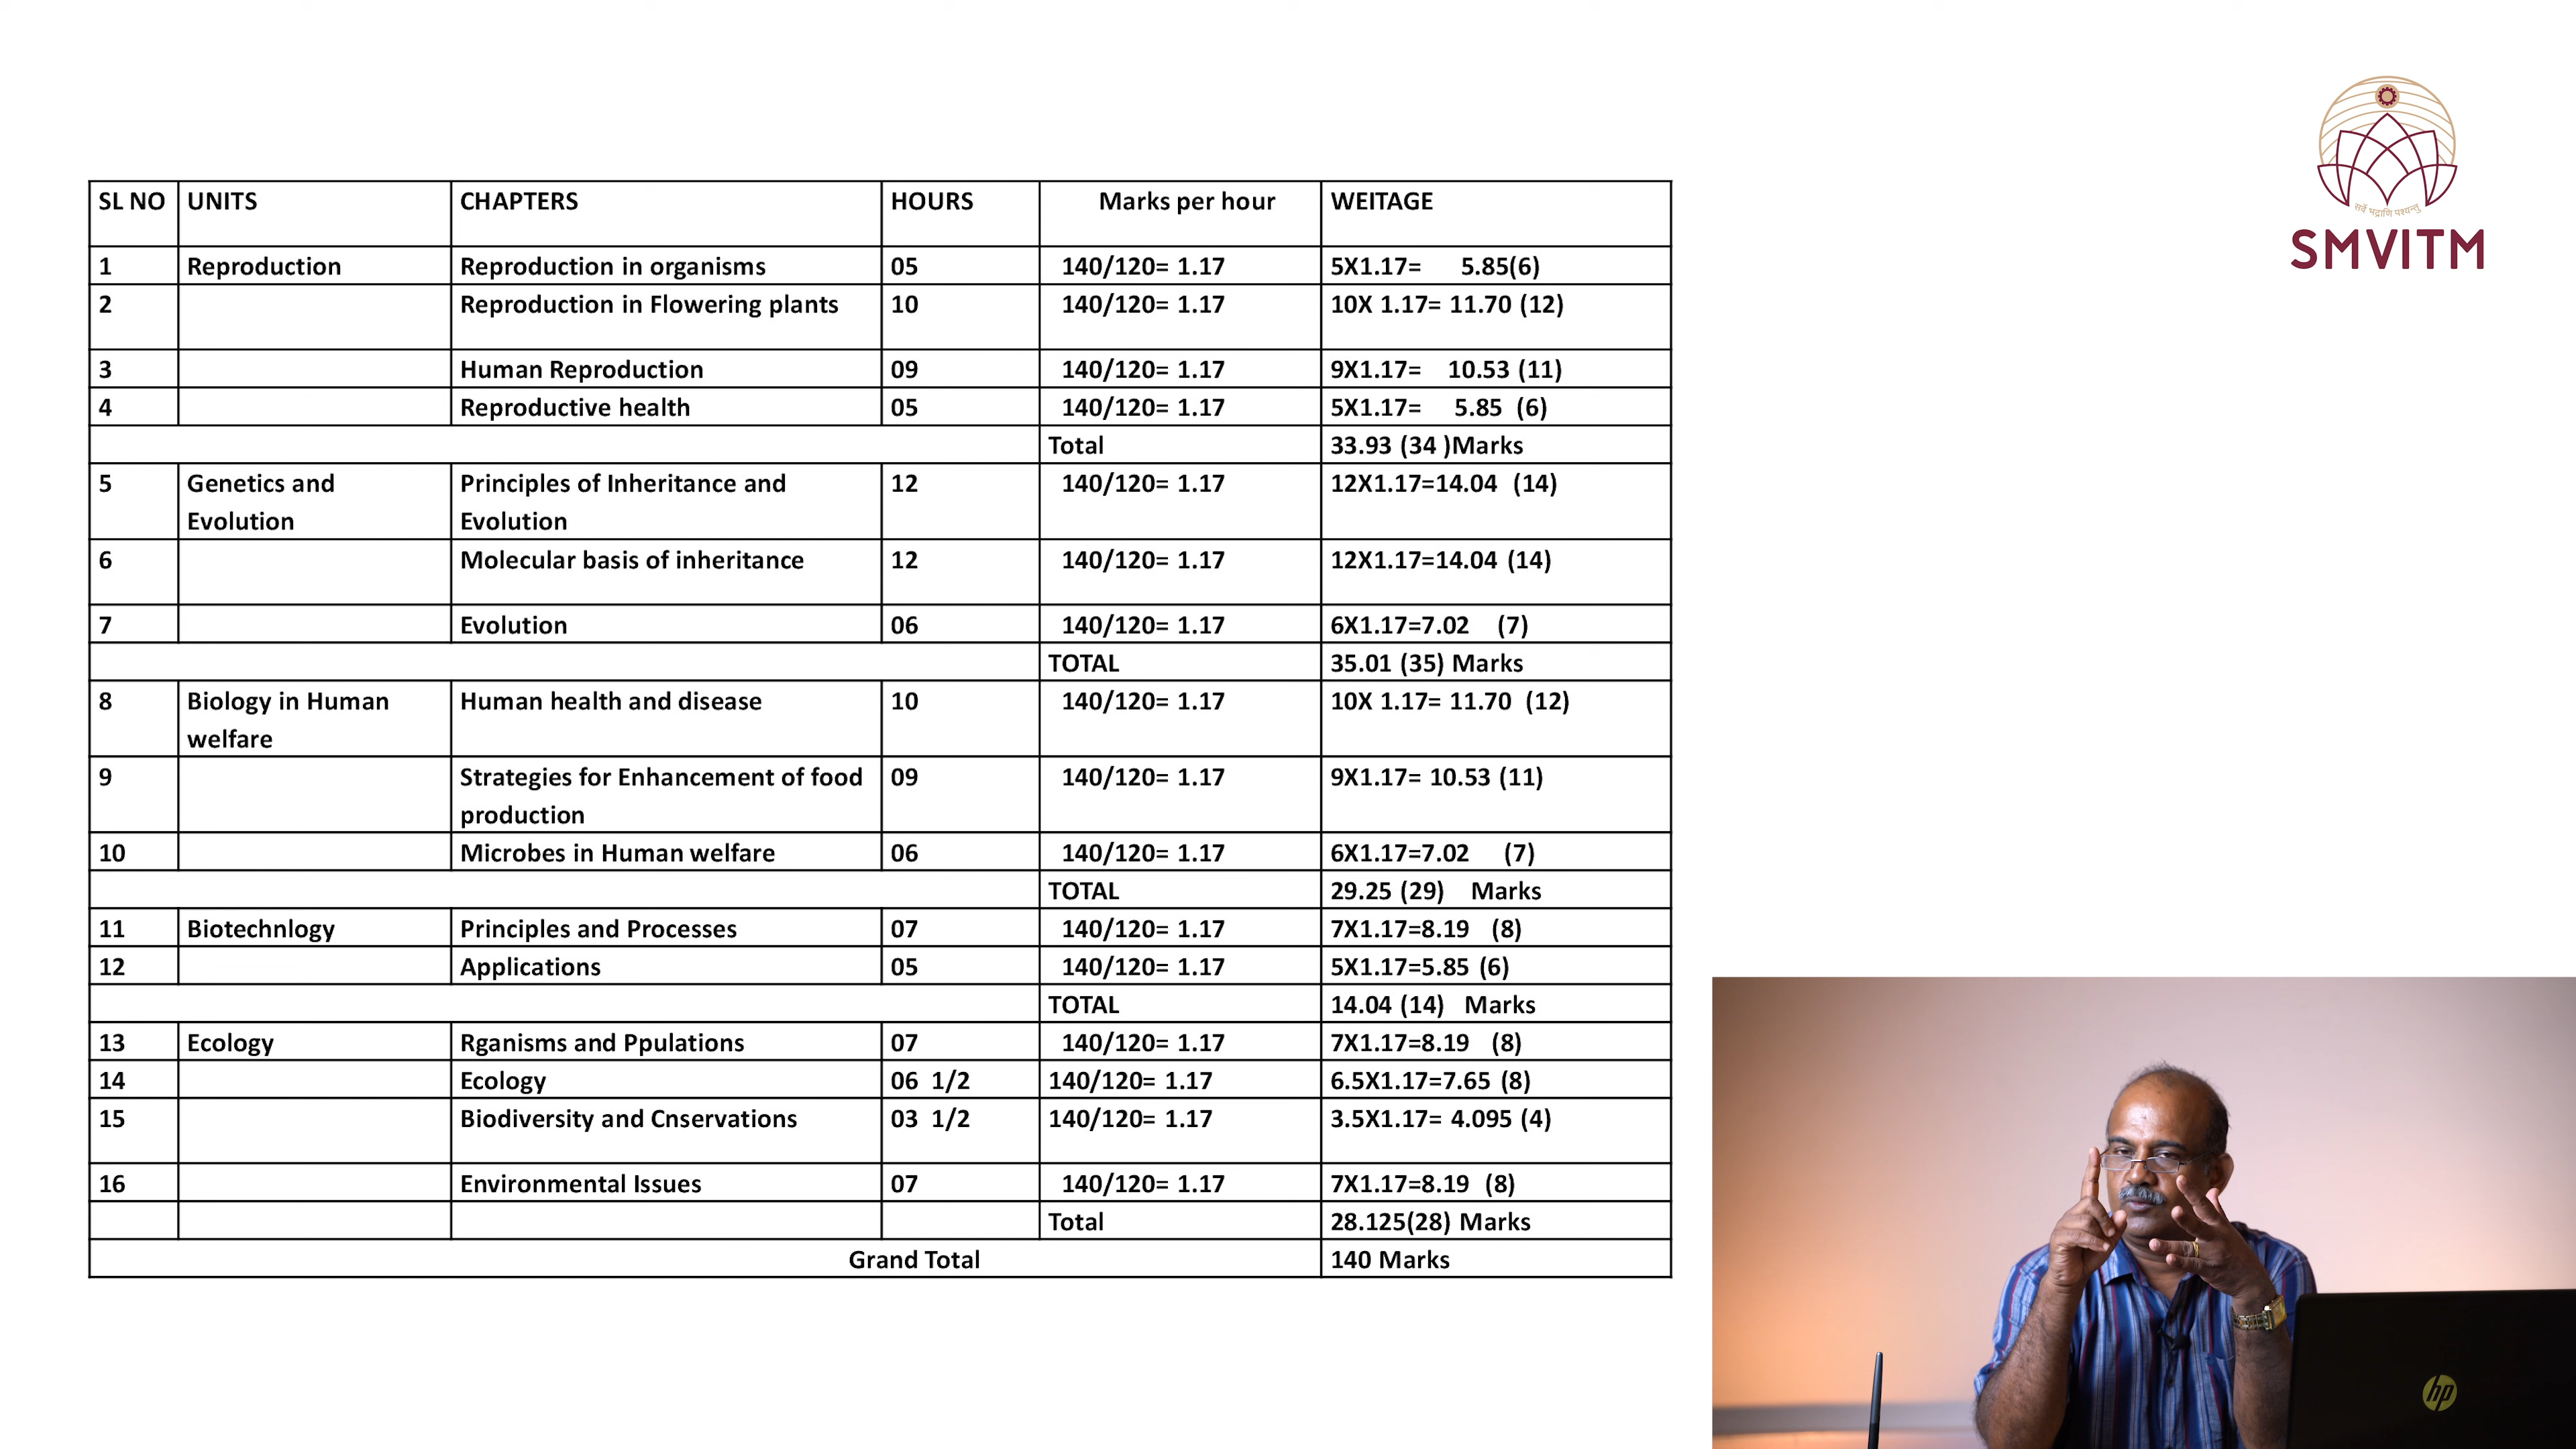 सर्वे भद्राणि पश्यन्तु
SMVITM
SL NO UNITS CHAPTERS HOURS Marks per hour WEITAGE
1 Reproduction Reproduction in organisms 05 140/120= 1.17 5X1.17= 5.85(6)
2 Reproduction in Flowering plants 10 140/120= 1.17 10X 1.17= 11.70 (12)
3 Human Reproduction 09 140/120= 1.17 9X1.17= 10.53 (11)
4 Reproductive health 05 140/120= 1.17 5X1.17= 5.85 (6)
Total 33.93 (34 )Marks
5 Genetics and Principles of Inheritance and 12 140/120= 1.17 12X1.17=14.04 (14)
Evolution Evolution
6 Molecular basis of inheritance 12 140/120= 1.17 12X1.17=14.04 (14)
7 Evolution 06 140/120= 1.17 6X1.17=7.02 (7)
TOTAL 35.01 (35) Marks
8 Biology in Human Human health and disease 10 140/120= 1.17 10X 1.17= 11.70 (12)
welfare
9 Strategies for Enhancement of food 09 140/120= 1.17 9X1.17= 10.53 (11)
production
10 Microbes in Human welfare 06 140/120= 1.17 6X1.17=7.02 (7)
TOTAL 29.25 (29) Marks
11 Biotechnlogy Principles and Processes 07 140/120= 1.17 7X1.17=8.19 (8)
12 Applications 05 140/120= 1.17 5X1.17=5.85 (6)
TOTAL 14.04 (14) Marks
13 Ecology Rganisms and Ppulations 07 140/120= 1.17 7X1.17=8.19 (8)
14 Ecology 06 1/2 140/120= 1.17 6.5X1.17=7.65 (8)
15 Biodiversity and Cnservations 03 1/2 140/120= 1.17 3.5X1.17= 4.095 (4)
16 Environmental Issues 07 140/120= 1.17 7X1.17=8.19 (8)
Total 28.125(28) Marks
Grand Total 140 Marks
hp